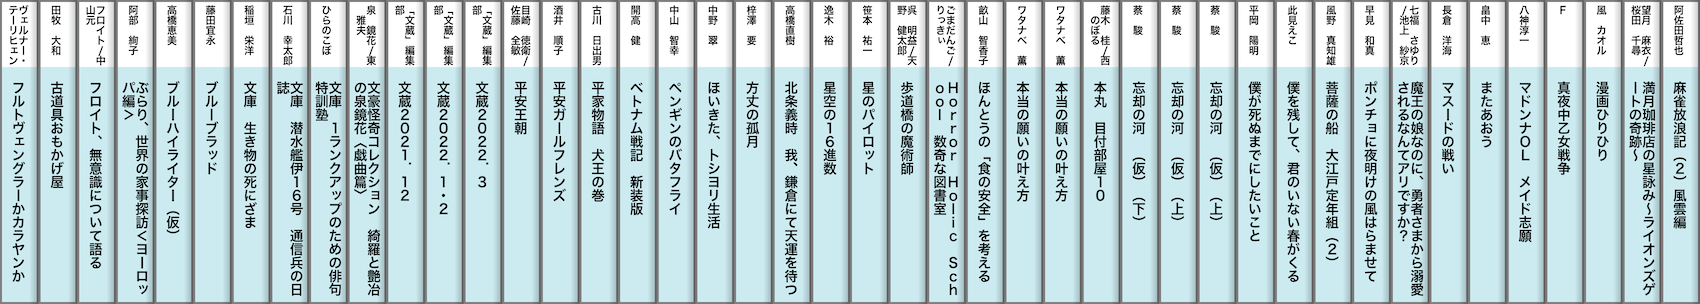 ヴェルナー・
テーリヒェン
フルトヴェングラーかカラヤンか
田牧 大和
古道具おもかげ屋
フロイト/中
山元
フロイト、無意識について語る
阿部 絢子
ぶらり、世界の家事探訪<ヨーロッ
パ編>
高橋恵美
ブルーハイライター (仮)
藤田宜永
ブルーブラッド
稲垣 栄洋
文庫 生き物の死にざま
石川 幸太郎
文庫 潜水艦伊16号 通信兵の日
誌
ひらのこぼ
文庫 1ランクアップのための俳句
特訓塾
泉 鏡花/東
雅夫
文豪怪奇コレクション 綺羅と艶冶
の泉鏡花〈戯曲篇〉
「文蔵」編集
部
文蔵2021.12
「文蔵」編集
部
文蔵2022.1・2
「文蔵」編集
部
文蔵2022.3
目崎 徳衛/
佐藤 全敏
平安王朝
酒井 順子
平安ガールフレンズ
古川 日出男
平家物語 犬王の巻
開高 健
ベトナム戦記 新装版
中山 智幸
ペンギンのバタフライ
中野 翠
ほいきた、トシヨリ生活
梓澤 要
方丈の孤月
高橋直樹
北条義時 我、鎌倉にて天運を待つ
逸木 裕
星空の16進数
笹本 祐一
星のパイロット
呉 明益/天
野 健太郎
歩道橋の魔術師
ごまだんご/
りっきぃ
Horror Holic Sch
ool 数奇な図書室
畝山 智香子
ほんとうの「食の安全」を考える
ワタナベ 薫
本当の願いの叶え方
ワタナベ 薫
本当の願いの叶え方
藤木 桂/西
のぼる
本丸 目付部屋10
蔡 駿
忘却の河 (仮) (下)
蔡 駿
忘却の河 (仮) (上)
蔡 駿
忘却の河 (仮) (上)
平岡 陽明
僕が死ぬまでにしたいこと
此見えこ
僕を残して、君のいない春がくる
風野 真知雄
菩薩の船 大江戸定年組 (2)
早見 和真
ポンチョに夜明けの風はらませて
七福 さゆり
/池上 紗京
魔王の娘なのに、勇者さまから溺愛
されるなんてアリですか?
長倉 洋海
マスードの戦い
畠中 恵
またあおう
八神淳一
マドンナOL メイド志願
F
真夜中乙女戦争
風 カオル
漫画ひりひり
望月 麻衣/
桜田 千尋
満月珈琲店の星詠み~ライオンズゲ
ートの奇跡~
阿佐田哲也
麻雀放浪記 (2) 風雲編